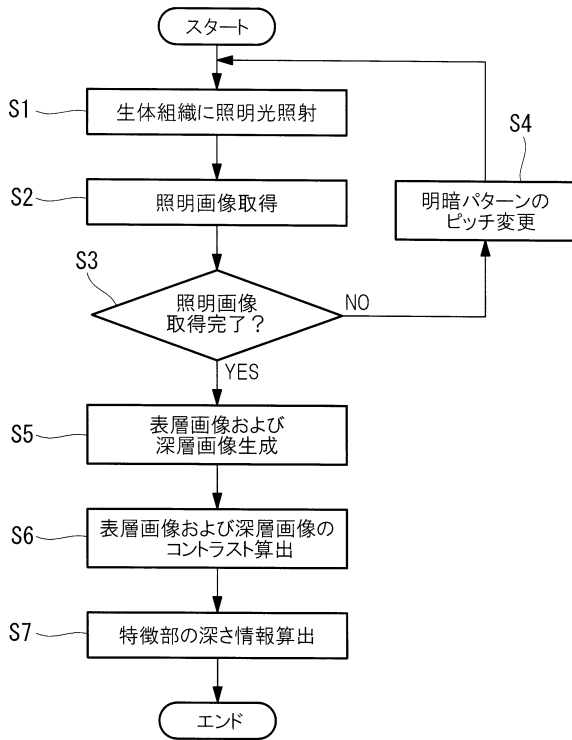 スタート
S1
生体組織に照明光照射
S2
照明画像取得
S3
照明画像
取得完了？
NO
YES
S4
明暗パターンの
ピッチ変更
S5
表層画像および
深層画像生成
S6
表層画像および深層画像の
コントラスト算出
S7
特徴部の深さ情報算出
エンド